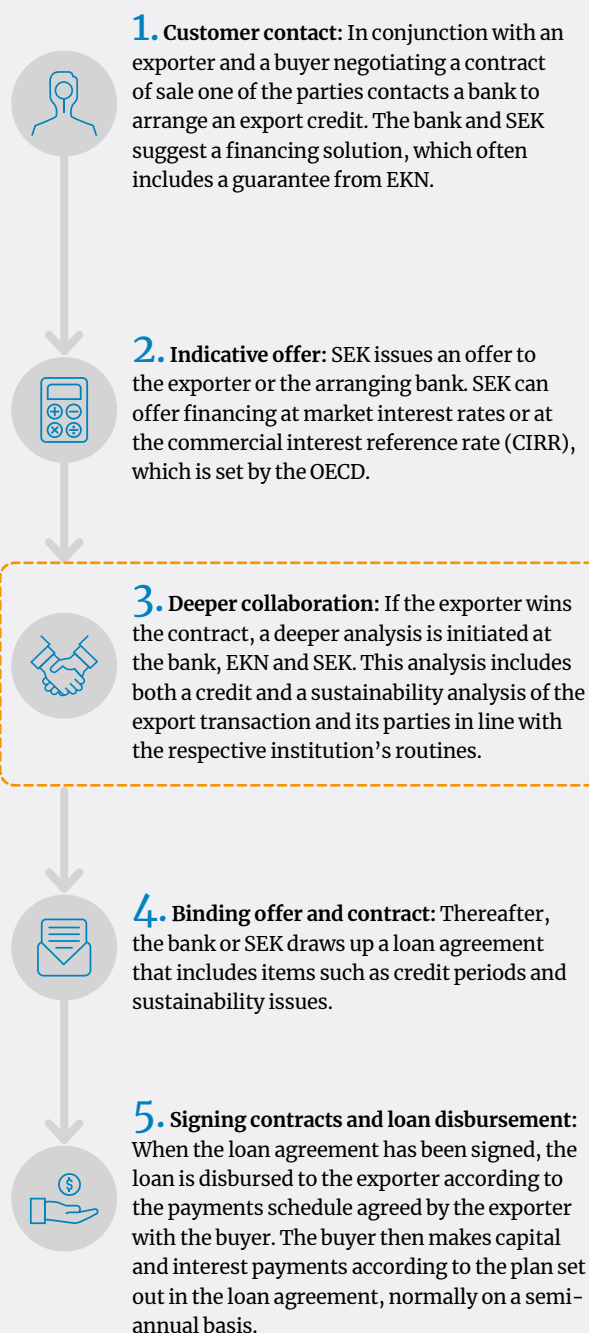 1. Customer contact: In conjunction with an
exporter and a buyer negotiating a contract
of sale one of the parties contacts a bank to
arrange an export credit. The bank and SEK
suggest a financing solution, which often
includes a guarantee from EKN.
2. Indicative offer: SEK issues an offer to
the exporter or the arranging bank. SEK can
offer financing at market interest rates or at
the commercial interest reference rate (CIRR),
which is set by the OECD.
3. Deeper collaboration: If the exporter wins
the contract, a deeper analysis is initiated at
the bank, EKN and SEK. This analysis includes
both a credit and a sustainability analysis of the
export transaction and its parties in line with
the respective institution’s routines.
4. Binding offer and contract: Thereafter,
the bank or SEK draws up a loan agreement
that includes items such as credit periods and
sustainability issues.
5. Signing contracts and loan disbursement:
When the loan agreement has been signed, the
loan is disbursed to the exporter according to
the payments schedule agreed by the exporter
with the buyer. The buyer then makes capital
and interest payments according to the plan set
out in the loan agreement, normally on a semi-
annual basis.